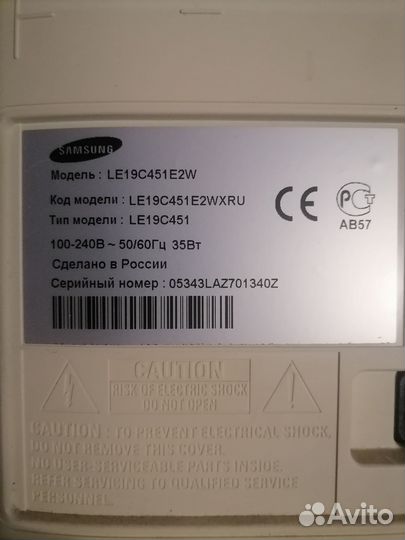 SAMSUNG
Модель : LE19C451E2W
Код модели : LE19C451E2WXRU
Тип модели : LE19C451
100-240В ~ 50/60Гц 35Вт
Сделано в России
Серийный номер : 05343LAZ701340Z
CE
РСТ
АВ57
CAUTION
RISK OF ELECTRIC SHOCK
DO NOT OPEN
CAUTION : TO PREVENT ELECTRICAL SHOCK,
DO NOT REMOVE THIS COVER.
NO USER-SERVICEABLE PARTS INSIDE.
REFER SERVICING TO QUALIFIED SERVICE
PERSONNEL.
Avito